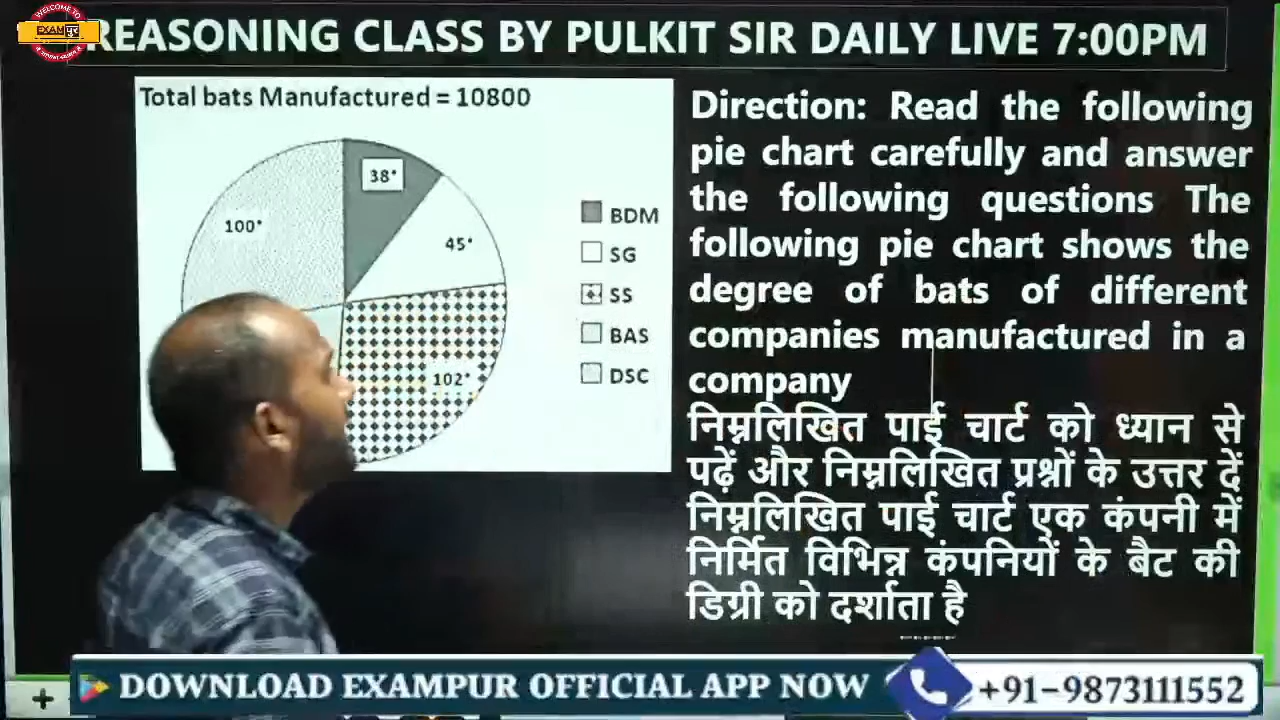 WELCOME TO
EXAMपुर
REASONING CLASS BY PULKIT SIR DAILY LIVE 7:00PM
Total bats Manufactured = 10800
38°
45°
100°
102°
BDM
SG
SS
BAS
DSC
Direction: Read the following
pie chart carefully and answer
the following questions The
following pie chart shows the
degree of bats of different
companies manufactured in a
company
निम्नलिखित पाई चार्ट को ध्यान से
पढ़ें और निम्नलिखित प्रश्नों के उत्तर दें
निम्नलिखित पाई चार्ट एक कंपनी में
निर्मित विभिन्न कंपनियों के बैट की
डिग्री को दर्शाता है
DOWNLOAD EXAMPUR OFFICIAL APP NOW
+91-9873111552